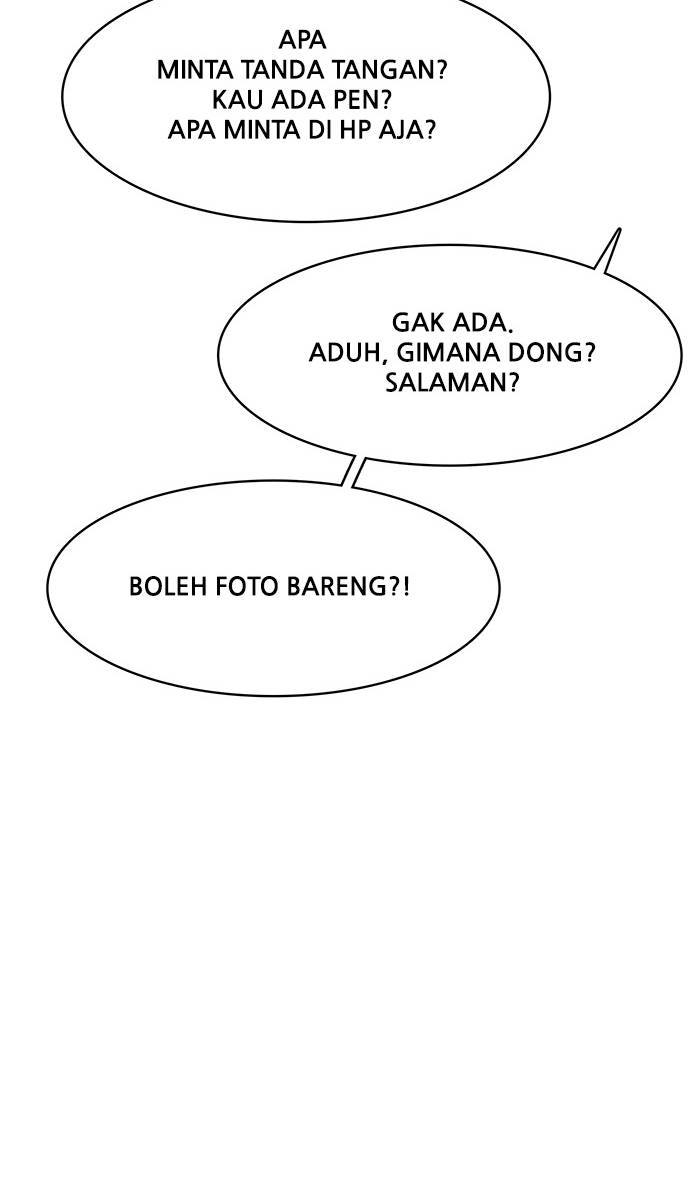 APA
MINTA TANDA TANGAN?
KAU ADA PEN?
APA MINTA DI HP AJA?
GAK ADA.
ADUH, GIMANA DONG?
SALAMAN?
BOLEH FOTO BARENG?!